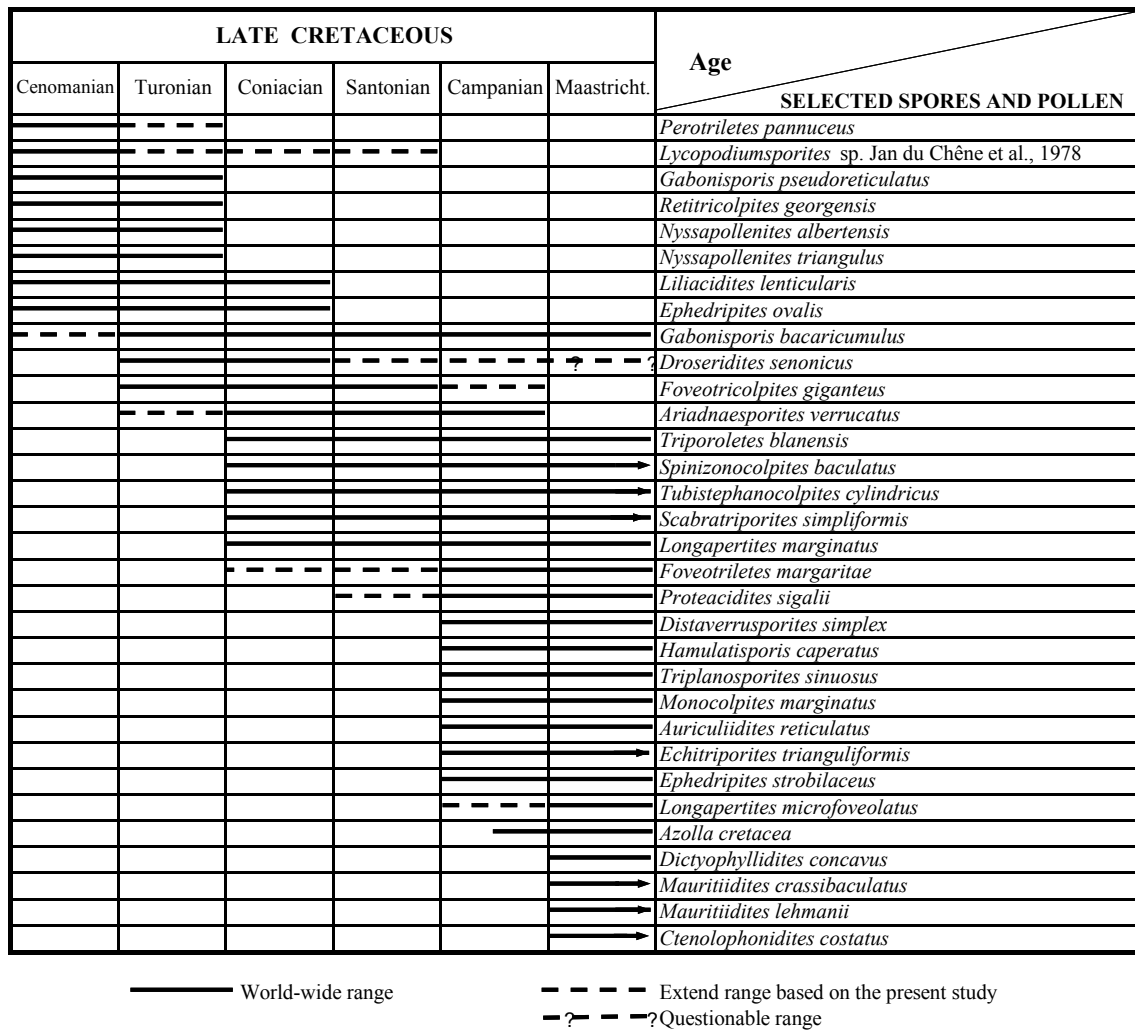 LATE CRETACEOUS
Age
SELECTED SPORES AND POLLEN
Cenomanian Turonian Coniacian Santonian Campanian Maastricht.
Perotriletes pannuceus
Lycopodiumsporites sp. Jan du Chêne et al., 1978
Gabonisporis pseudoreticulatus
Retitricolpites georgensis
Nyssapollenites albertensis
Nyssapollenites triangulus
Liliacidites lenticularis
Ephedripites ovalis
Gabonisporis bacaricumulus
? ? Droseridites senonicus
Foveotricolpites giganteus
Ariadnaesporites verrucatus
Triporoletes blanensis
Spinizonocolpites baculatus
Tubistephanocolpites cylindricus
Scabratriporites simpliformis
Longapertites marginatus
Foveotriletes margaritae
Proteacidites sigalii
Distaverrusporites simplex
Hamulatisporis caperatus
Triplanosporites sinuosus
Monocolpites marginatus
Auriculiidites reticulatus
Echitriporites trianguliformis
Ephedripites strobilaceus
Longapertites microfoveolatus
Azolla cretacea
Dictyophyllidites concavus
Mauritiidites crassibaculatus
Mauritiidites lehmanii
Ctenolophonidites costatus
World-wide range
Extend range based on the present study
? ? Questionable range